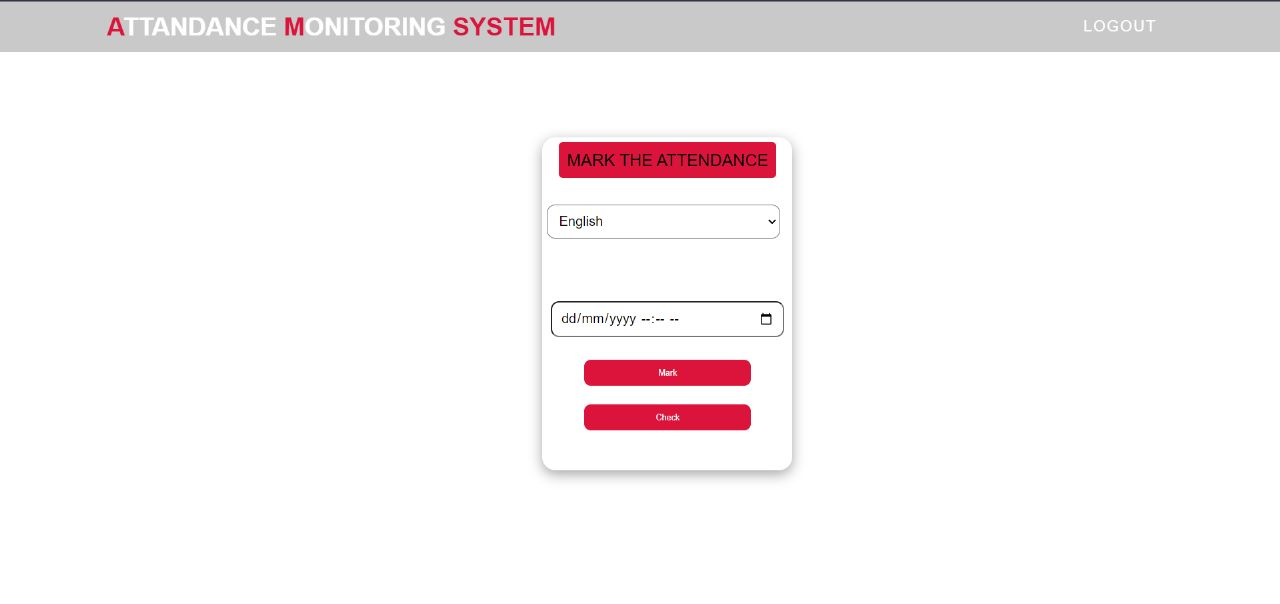 ATTANDANCE MONITORING SYSTEM
LOGOUT
MARK THE ATTENDANCE
English
dd/mm/yyyy --:-- --
Mark
Check